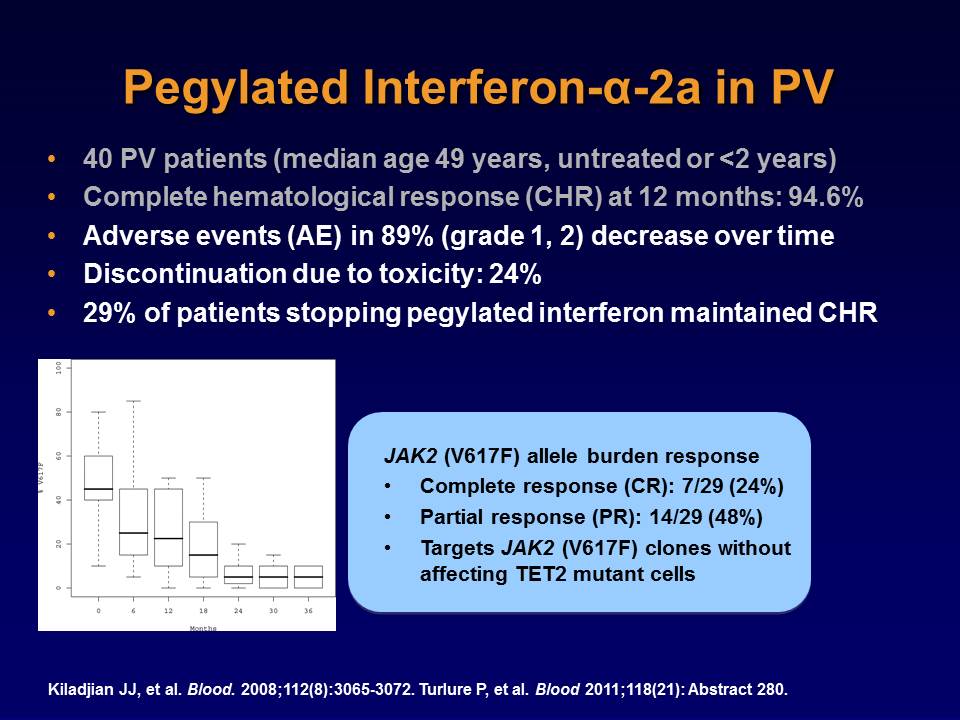 Pegylated Interferon-α-2a in PV
• 40 PV patients (median age 49 years, untreated or <2 years)
• Complete hematological response (CHR) at 12 months: 94.6%
• Adverse events (AE) in 89% (grade 1, 2) decrease over time
• Discontinuation due to toxicity: 24%
• 29% of patients stopping pegylated interferon maintained CHR
100
80
60
40
20
0
% V617F
0 6 12 18 24 30 36
Months
JAK2 (V617F) allele burden response
• Complete response (CR): 7/29 (24%)
• Partial response (PR): 14/29 (48%)
• Targets JAK2 (V617F) clones without
affecting TET2 mutant cells
Kiladjian JJ, et al. Blood. 2008;112(8):3065-3072. Turlure P, et al. Blood 2011;118(21): Abstract 280.